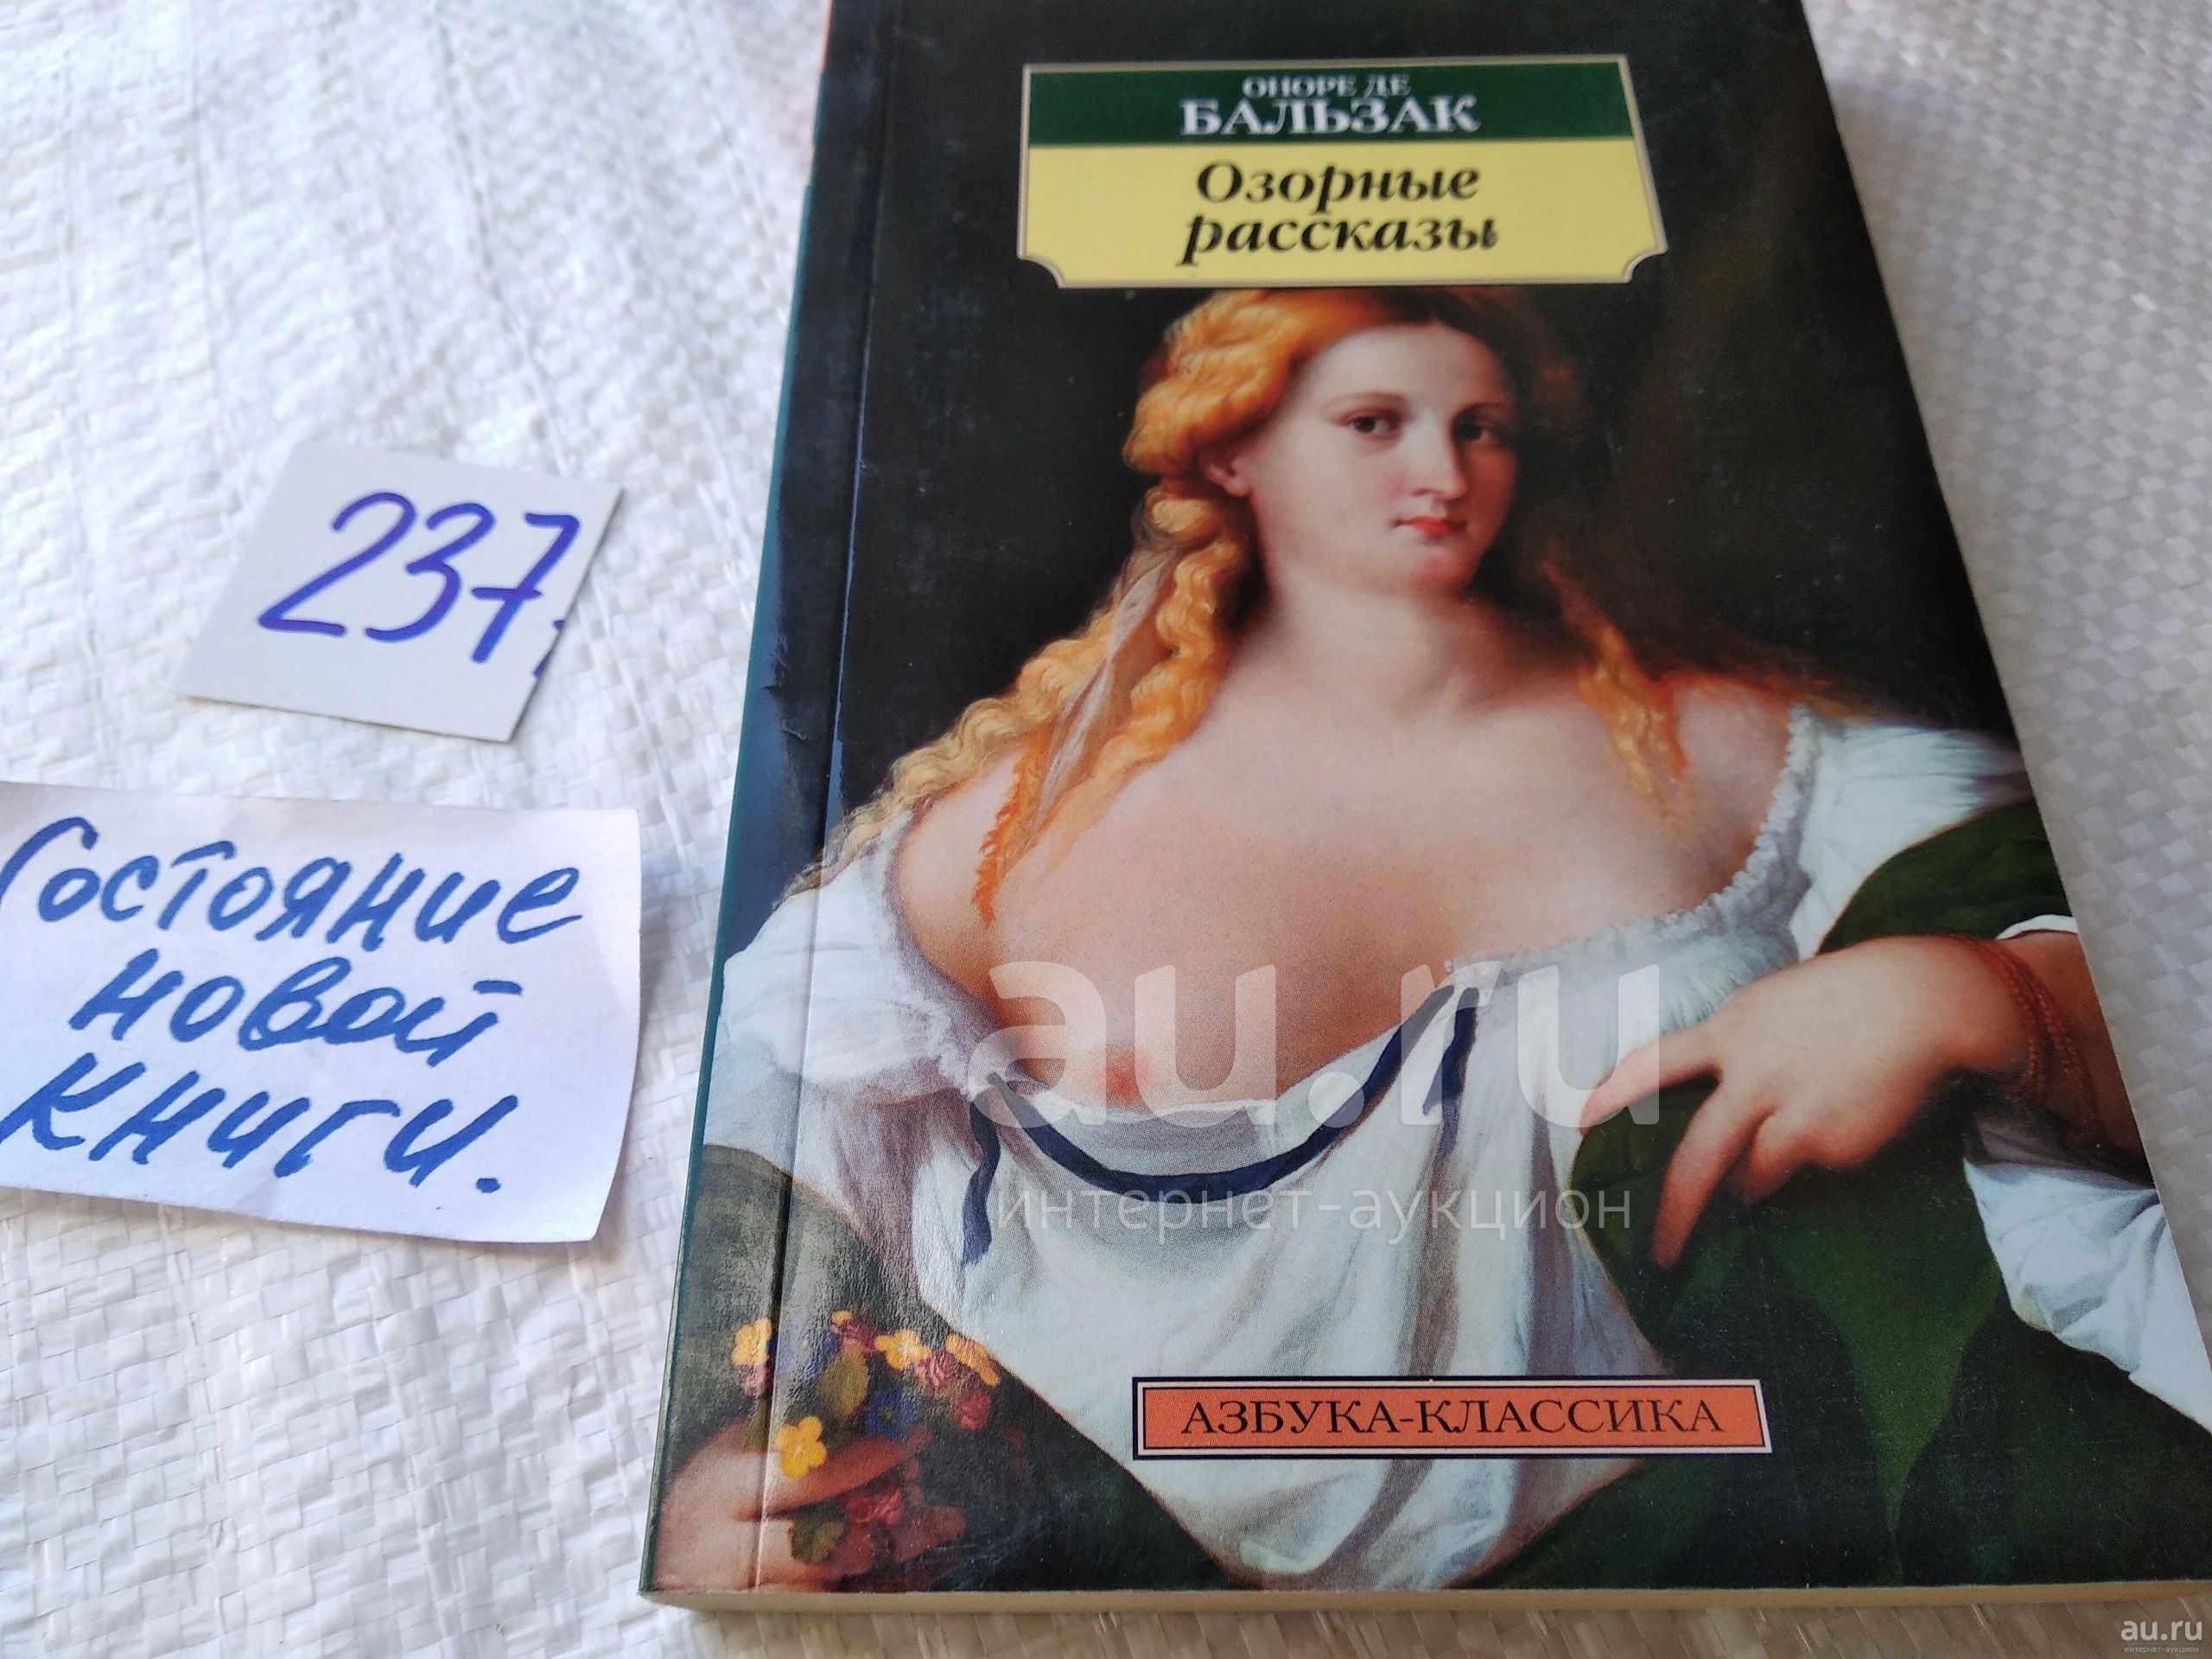 ОНОРЕ ДЕ
БАЛЬЗАК
Озорные
рассказы
237
Состояние
новой
книги.
au.ru
интернет-аукцион
АЗБУКА-КЛАССИКА
au.ru
интернет-аукцион